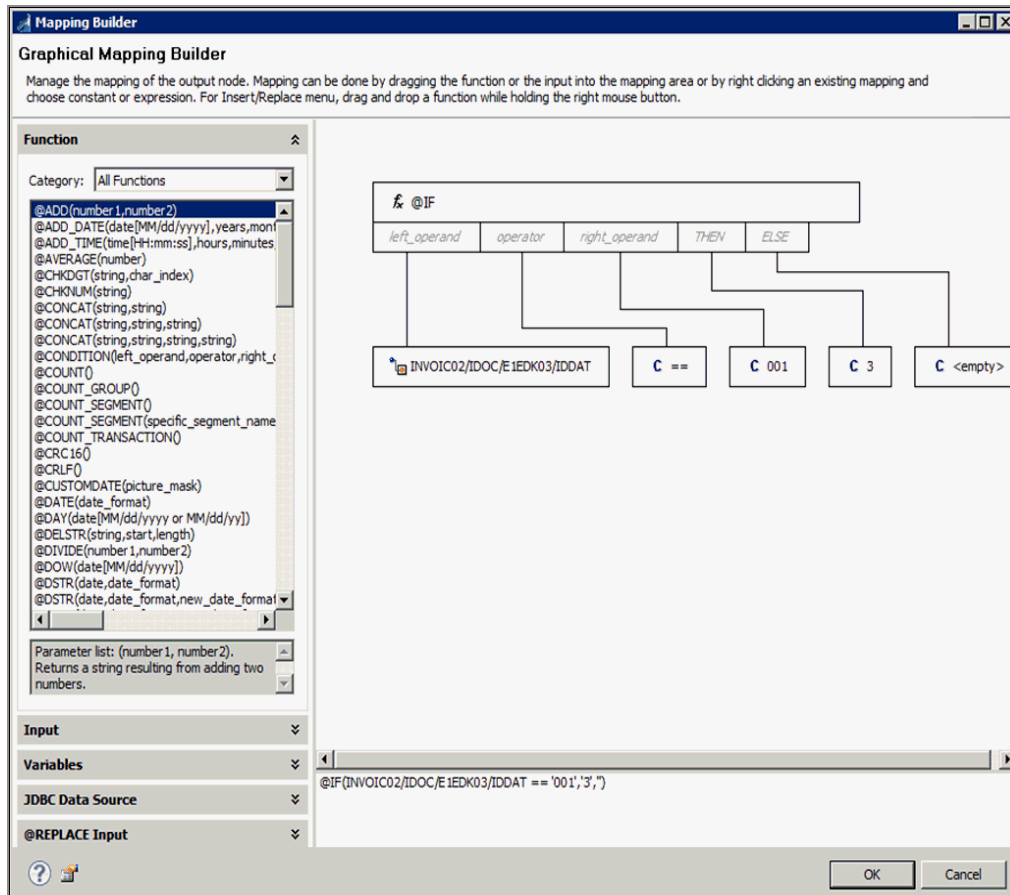 Mapping Builder
Graphical Mapping Builder
Manage the mapping of the output node. Mapping can be done by dragging the function or the input into the mapping area or by right clicking an existing mapping and
choose constant or expression. For Insert/Replace menu, drag and drop a function while holding the right mouse button.
Function
Category: All Functions
@ADD(number1,number2)
@ADD_DATE(date[MM/dd/yyyy],years,mont
@ADD_TIME(time[HH:mm:ss],hours,minutes,
@AVERAGE(number)
@CHKDGT(string,char_index)
@CHKNUM(string)
@CONCAT(string,string)
@CONCAT(string,string,string)
@CONCAT(string,string,string,string)
@CONDITION(left_operand,operator,right_o
@COUNT()
@COUNT_GROUP()
@COUNT_SEGMENT()
@COUNT_SEGMENT(specific_segment_name
@COUNT_TRANSACTION()
@CRC16()
@CRLF()
@CUSTOMDATE(picture_mask)
@DATE(date_format)
@DAY(date[MM/dd/yyyy or MM/dd/yy])
@DELSTR(string,start,length)
@DIVIDE(number1,number2)
@DOW(date[MM/dd/yyyy])
@DSTR(date,date_format)
@DSTR(date,date_format,new_date_format
Parameter list: (number1, number2).
Returns a string resulting from adding two
numbers.
Input
Variables
JDBC Data Source
@REPLACE Input
fx @IF
left_operand operator right_operand THEN ELSE
INVOIC02/IDOC/E1EDK03/IDDAT C == C 001 C 3 C <empty>
@IF(INVOIC02/IDOC/E1EDK03/IDDAT == '001','3','')
OK Cancel